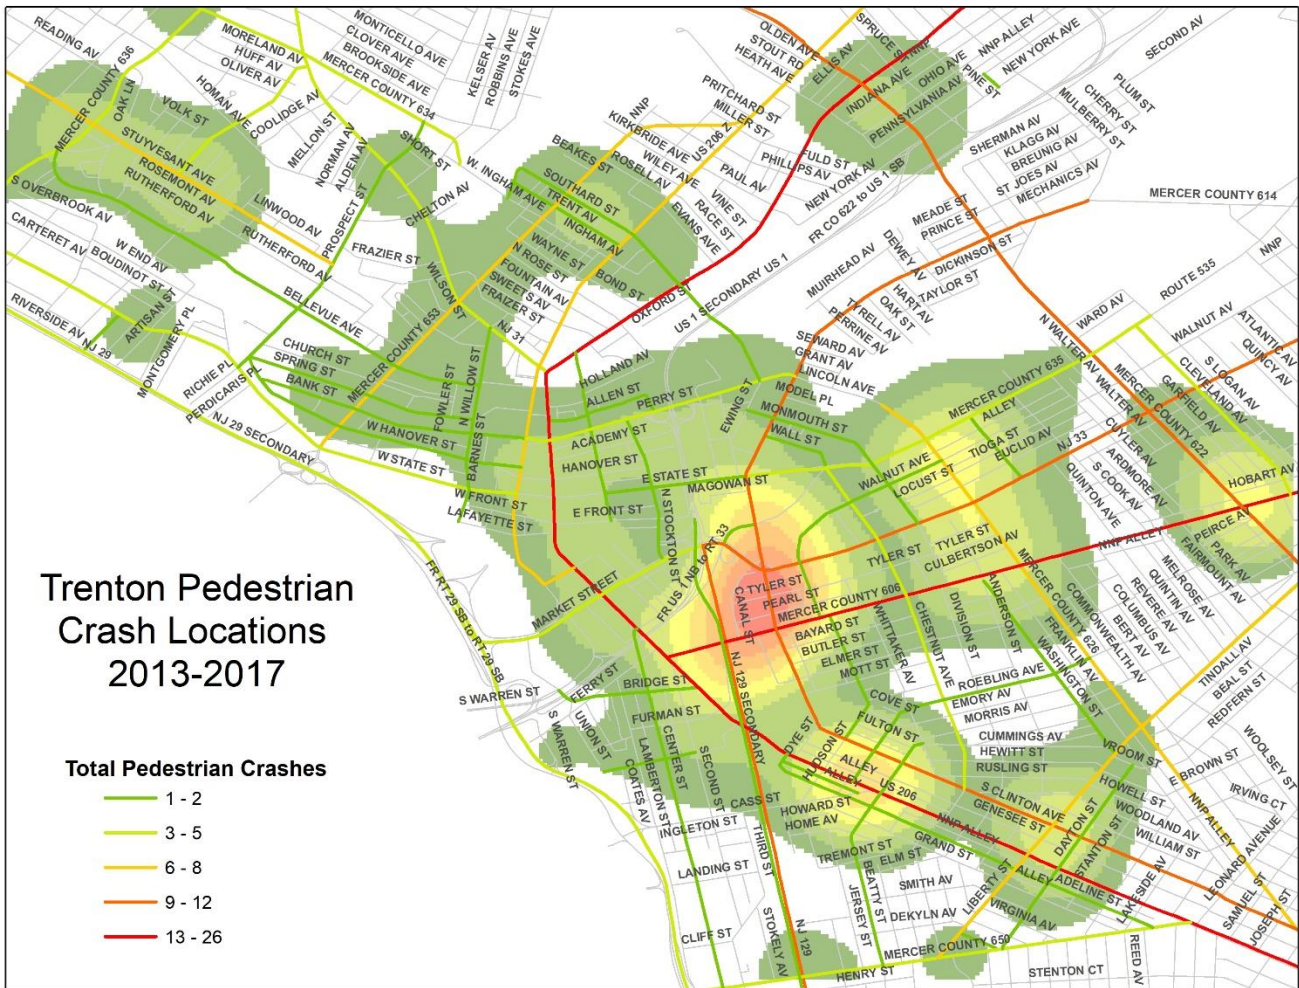 READING AV
MERCER COUNTY 636
OAK LN
MORELAND AV
HUFF AV
OLIVER AV
MONTICELLO AV
CLOVER AVE
BROOKSIDE AVE
MERCER COUNTY 634
KELSER AV
ROBBINS AVE
STOKES AVE
VOLK ST
HOMAN AVE
COOLIDGE AV
MELLON ST
NORMAN AV
ALDEN AV
SHORT ST
STUYVESANT AVE
ROSEMONT AV
RUTHERFORD AV
S OVERBROOK AV
CARTERET AV
BOUDINOT ST
W END AV
LINWOOD AV
RUTHERFORD AV
PROSPECT ST
FRAZIER ST
CHELTON AV
W. INGHAM AVE
NNP
KIRKBRIDE AVE
BEAKES ST
PRITCHARD ST
MILLER ST
US 206 Z
OLDEN AVE
STOUT RD
HEATH AVE
ELLIS AV
SPRUCE ST
NNP
INDIANA AVE
OHIO AVE
PENNSYLVANIA AV
PINE ST
NNP ALLEY
NEW YORK AVE
SECOND AV
PLUM ST
CHERRY ST
MULBERRY ST
SHERMAN AV
KLAGG AV
BREUNIG AV
ST JOES AV
MECHANICS AV
MERCER COUNTY 614
SOUTHARD ST
TRENT AV
INGHAM AV
ROSELL AV
WILEY AVE
EVANS AVE
RACE ST
VINE ST
PAUL AV
PHILLIPS AV
FULD ST
NEW YORK AV
FR CO 622 to US 1 SB
MEADE ST
PRINCE ST
DICKINSON ST
DEWEY AV
HART AV
TAYLOR ST
MUIRHEAD AV
OAK ST
TYRELL AV
PERRINE AV
WAYNE ST
BOND ST
N ROSE ST
FOUNTAIN AV
SWEETS AV
FRAIZER ST
NJ 31
WILSON ST
OXFORD ST
US 1 SECONDARY US 1
SEWARD AV
GRANT AV
LINCOLN AVE
ROUTE 535
NNP
WARD AV
WALNUT AV
ATLANTIC AV
QUINCY AV
N WALTER AV
WALTER AV
MERCER COUNTY 622
S LOGAN AV
CLEVELAND AV
GARFIELD AV
RIVERSIDE AV
NJ 29
ARTISAN ST
MONTGOMERY PL
RICHIE PL
PERDICARIS PL
BELLEVUE AVE
CHURCH ST
SPRING ST
BANK ST
MERCER COUNTY 653
FOWLER ST
N WILLOW ST
BARNES ST
HOLLAND AV
ALLEN ST
PERRY ST
EWING ST
MODEL PL
MONMOUTH ST
WALL ST
MERCER COUNTY 635
ALLEY
TIOGA ST
EUCLID AV
NJ 33
CUYLER AV
ARDMORE AV
S COOK AV
QUINTON AVE
HOBART AV
NJ 29 SECONDARY
W HANOVER ST
W STATE ST
W FRONT ST
LAFAYETTE ST
ACADEMY ST
HANOVER ST
E STATE ST
MAGOWAN ST
E FRONT ST
N STOCKTON ST
WALNUT AVE
LOCUST ST
TYLER ST
TYLER ST
CULBERTSON AV
NNP ALLEY
PEIRCE AV
PARK AV
FAIRMOUNT AV
FR US 1 NB to RT 33
FR RT 29 SB to RT 29 SB
MARKET STREET
TYLER ST
PEARL ST
MERCER COUNTY 606
CANAL ST
BAYARD ST
BUTLER ST
ELMER ST
MOTT ST
WHITTAKER AV
CHESTNUT AVE
DIVISION ST
ANDERSON ST
MERCER COUNTY 626
FRANKLIN AV
WASHINGTON ST
COMMONWEALTH AV
BERT AV
COLUMBUS AV
REVERE AV
QUINTIN AV
MELROSE AV
Trenton Pedestrian
Crash Locations
2013-2017
S WARREN ST
FERRY ST
BRIDGE ST
NJ 129 SECONDARY
COVE ST
ROEBLING AVE
EMORY AV
MORRIS AV
TINDALL AV
BEAL ST
REDFERN ST
S WARREN ST
UNION ST
FURMAN ST
CENTER ST
LAMBERTON ST
COATES AV
SECOND ST
DYE ST
HUDSON ST
FULTON ST
CUMMINGS AV
HEWITT ST
RUSLING ST
VROOM ST
E BROWN ST
WOOLSEY ST
IRVING CT
ALLEY
ALLEY
US 206
CASS ST
HOWARD ST
HOME AV
INGLETON ST
THIRD ST
S CLINTON AVE
GENESEE ST
NNP ALLEY
HOWELL ST
WOODLAND AV
WILLIAM ST
NNP ALLEY
DAYTON ST
STANTON ST
LEONARD AVENUE
LANDING ST
TREMONT ST
ELM ST
GRAND ST
BEATTY ST
SMITH AV
LIBERTY ST
ALLEY
ADELINE ST
LAKESIDE AV
SAMUEL ST
JOSEPH ST
CLIFF ST
STOKELY AV
NJ 129
JERSEY ST
DEKLYN AV
VIRGINIA AV
MERCER COUNTY 650
HENRY ST
REED AV
STENTON CT
Total Pedestrian Crashes
1 - 2
3 - 5
6 - 8
9 - 12
13 - 26